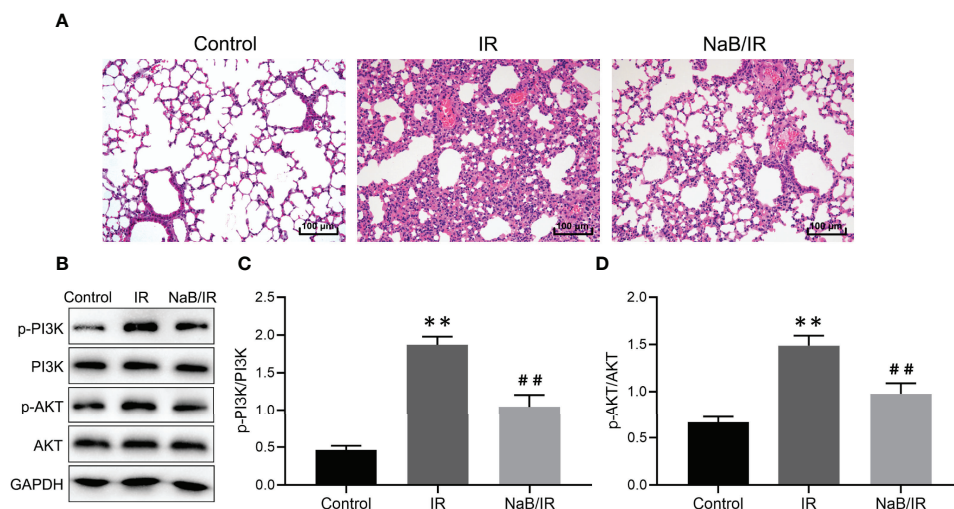 A
Control
IR
NaB/IR
100 µm
100 µm
100 µm
B
Control IR NaB/IR
p-PI3K
PI3K
p-AKT
AKT
GAPDH
C
p-PI3K/PI3K
2.5
2.0
1.5
1.0
0.5
0.0
**
##
Control IR NaB/IR
D
p-AKT/AKT
2.0
1.5
1.0
0.5
0.0
**
##
Control IR NaB/IR